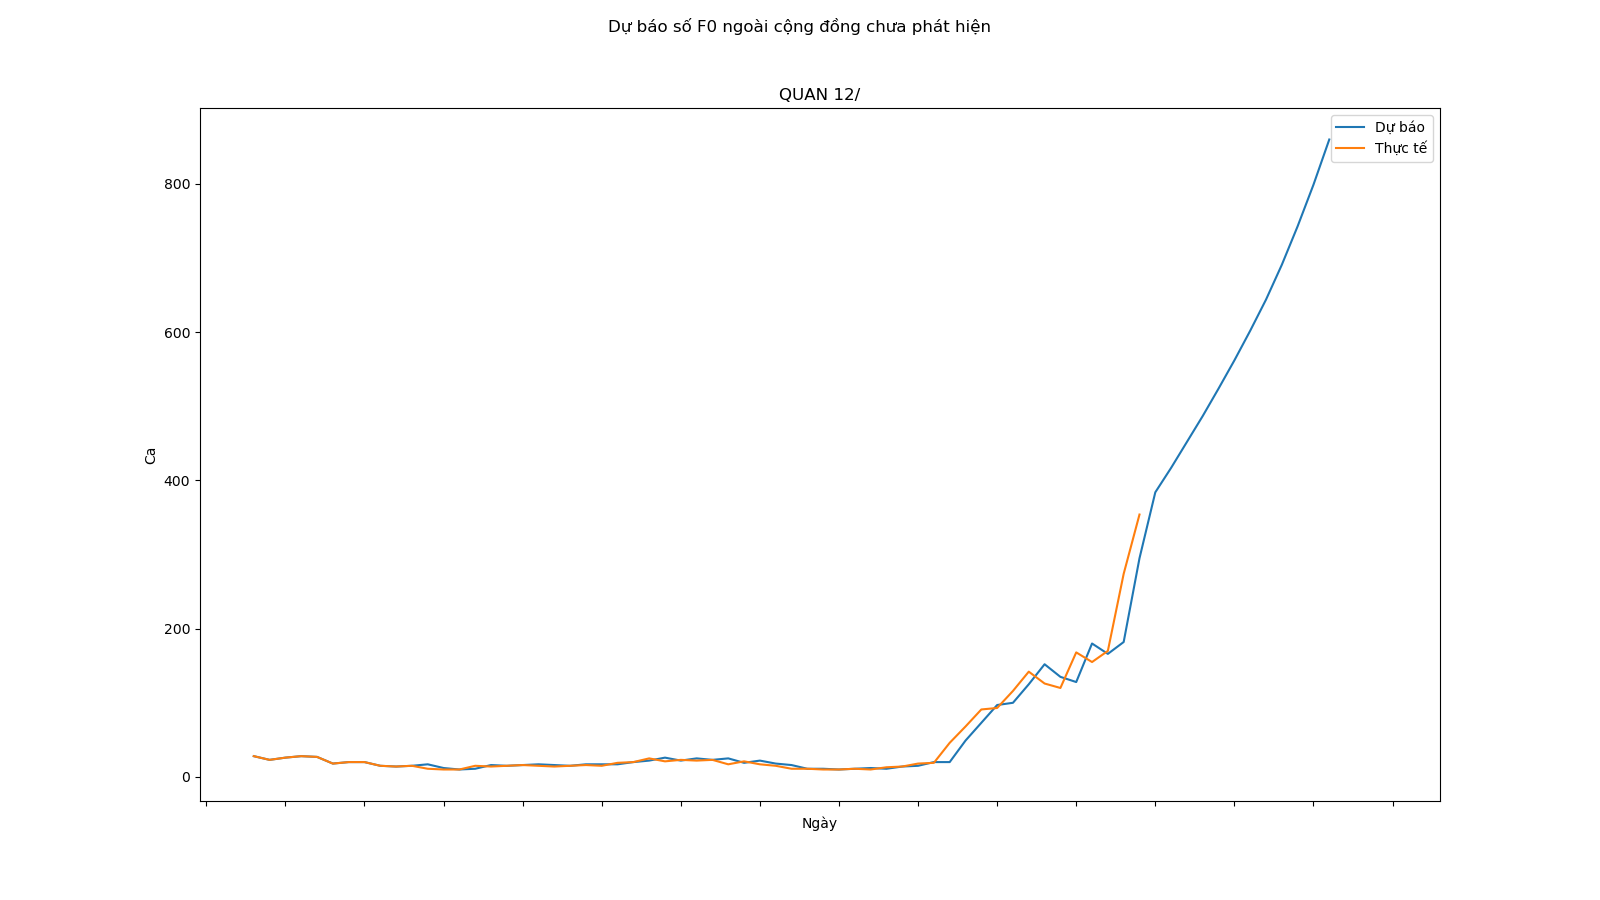 Dự báo số F0 ngoài cộng đồng chưa phát hiện
QUAN 12/
Dự báo
Thực tế
800
600
400
200
0
Ca
Ngày